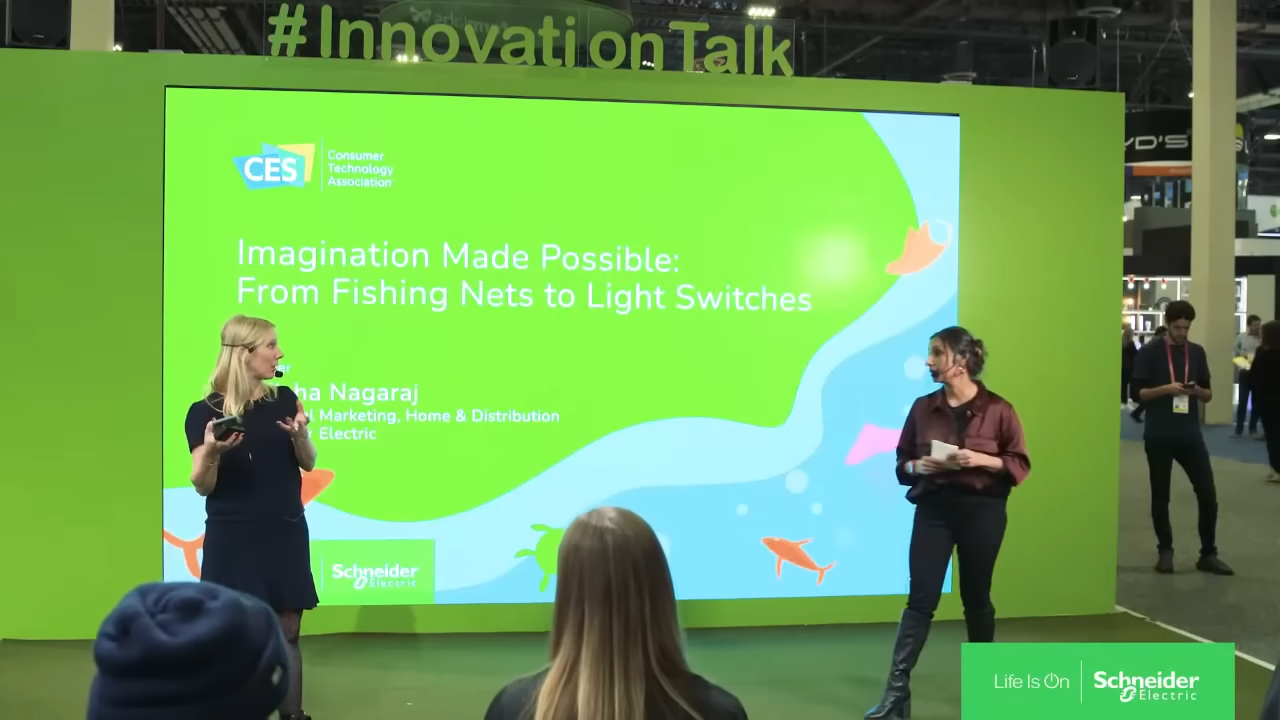 #InnovationTalk
CES
Consumer
Technology
Association
Imagination Made Possible:
From Fishing Nets to Light Switches
Nagaraj
Marketing, Home & Distribution
Electric
Schneider
Electric
YD'S
Life Is On
Schneider
Electric